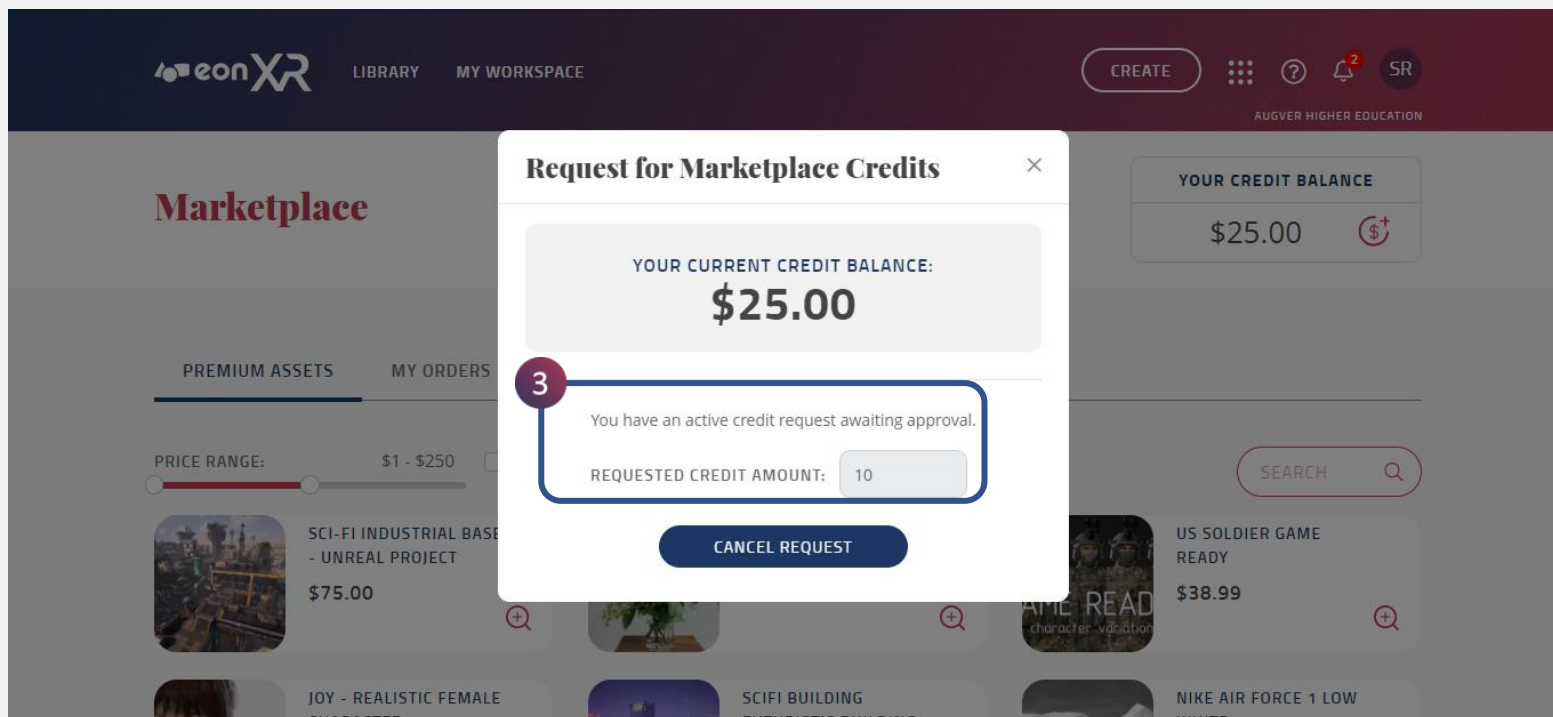 eonXR
LIBRARY
MY WORKSPACE
CREATE
2
SR
AUGVER HIGHER EDUCATION
Marketplace
Request for Marketplace Credits
YOUR CURRENT CREDIT BALANCE:
$25.00
YOUR CREDIT BALANCE
$25.00
PREMIUM ASSETS
MY ORDERS
3
You have an active credit request awaiting approval.
REQUESTED CREDIT AMOUNT: 10
CANCEL REQUEST
PRICE RANGE: $1 - $250
SEARCH
SCI-FI INDUSTRIAL BASE
- UNREAL PROJECT
$75.00
US SOLDIER GAME
READY
$38.99
READ
character variation
JOY - REALISTIC FEMALE
SCIFI BUILDING
NIKE AIR FORCE 1 LOW